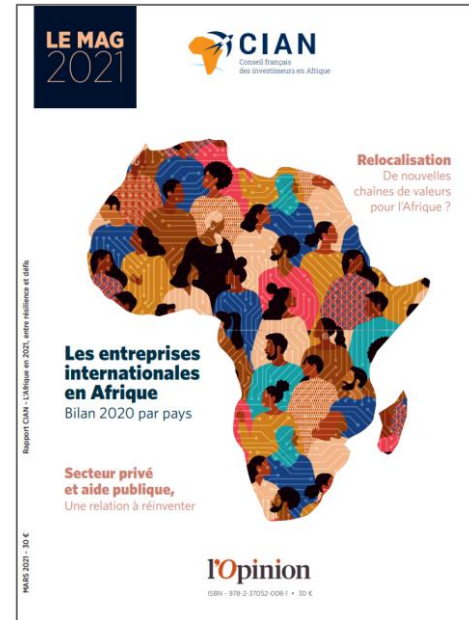 LE MAG
2021
CIAN
Conseil français
des investisseurs en Afrique
Relocalisation
De nouvelles
chaînes de valeurs
pour l'Afrique ?
Rapport CIAN - L'Afrique en 2021, entre résilience et défis
Les entreprises
internationales
en Afrique
Bilan 2020 par pays
Secteur privé
et aide publique,
Une relation à réinventer
MARS 2021 - 30 €
l'Opinion
ISBN - 978-2-37052-008-1 • 30 €